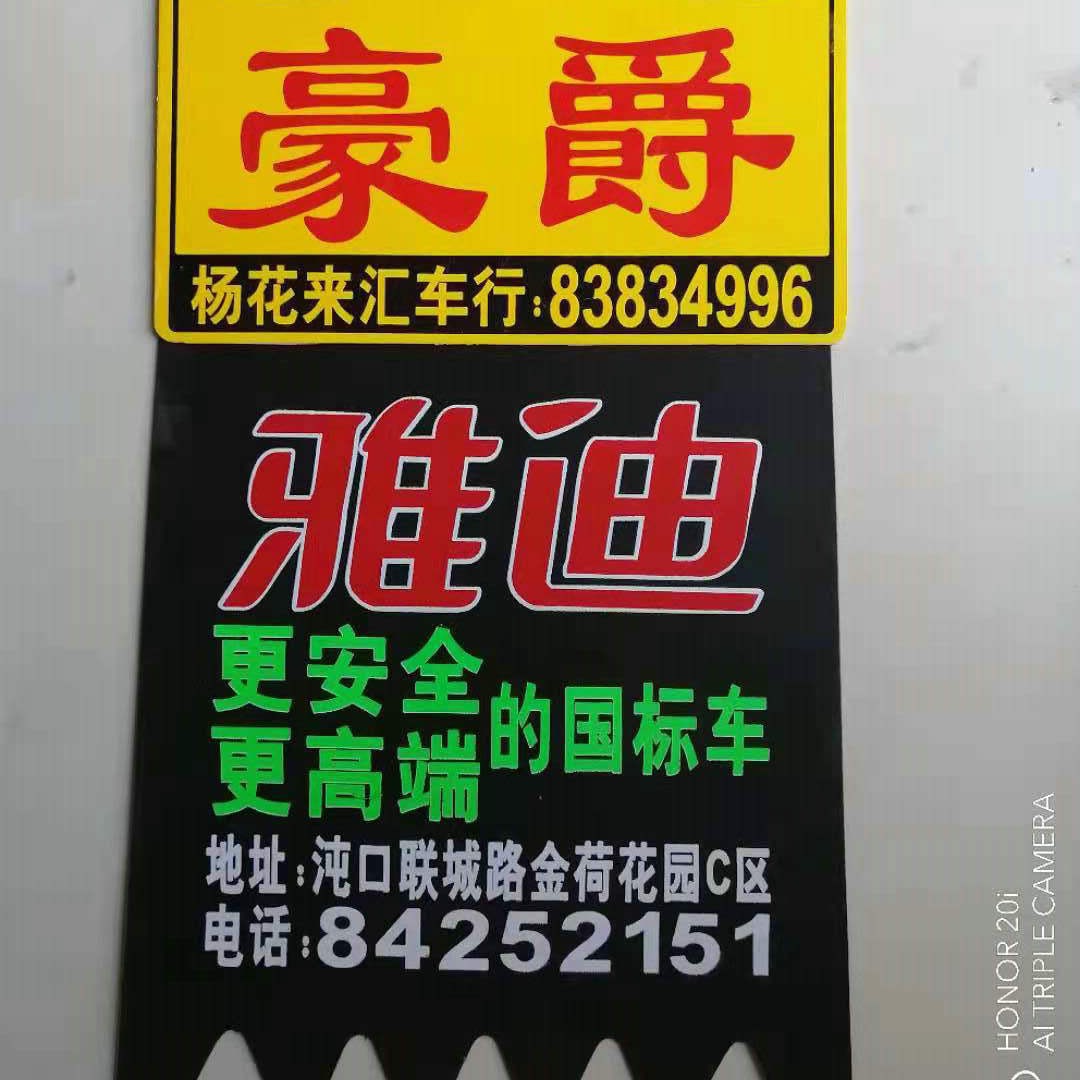 豪爵
杨花来汇车行:83834996
雅迪
更安全
更高端
的国标车
地址:沌口联城路金荷花园C区
电话:84252151
HONOR 20i
AI TRIPLE CAMERA